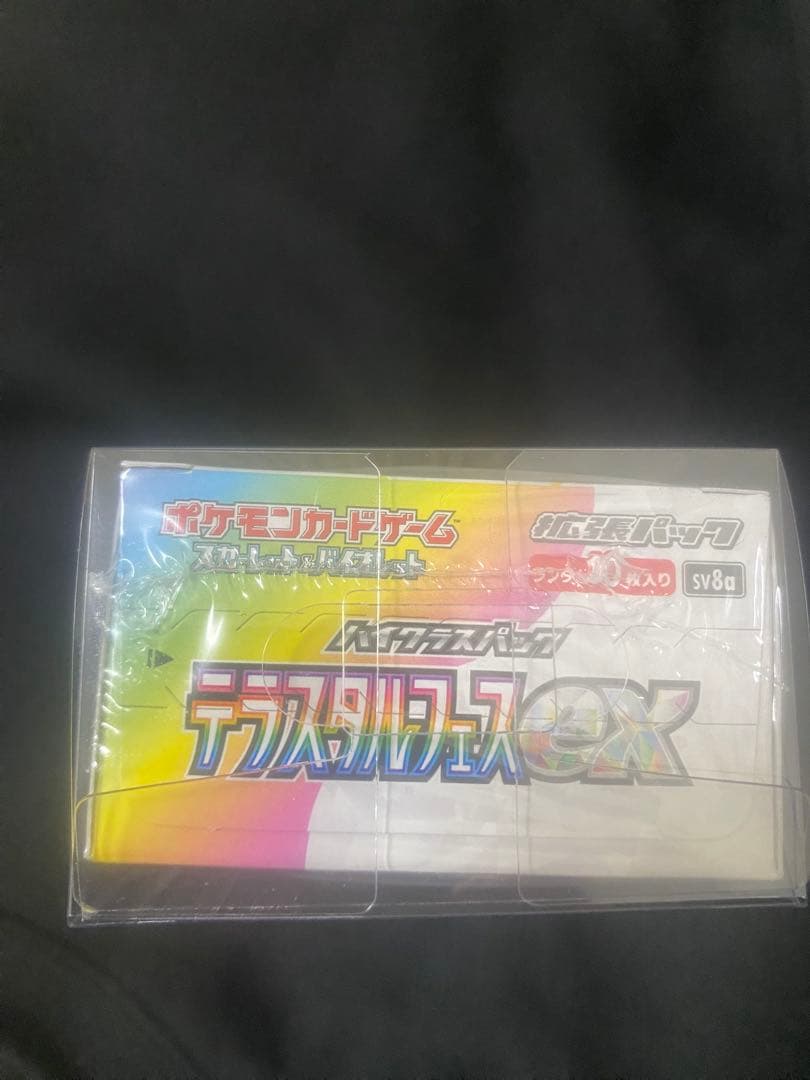 ポケモンカードゲーム™
スカーレット&バイオレット
拡張パック
枚入り
sv8a
ハイクラスパック
テラスタルフェスex